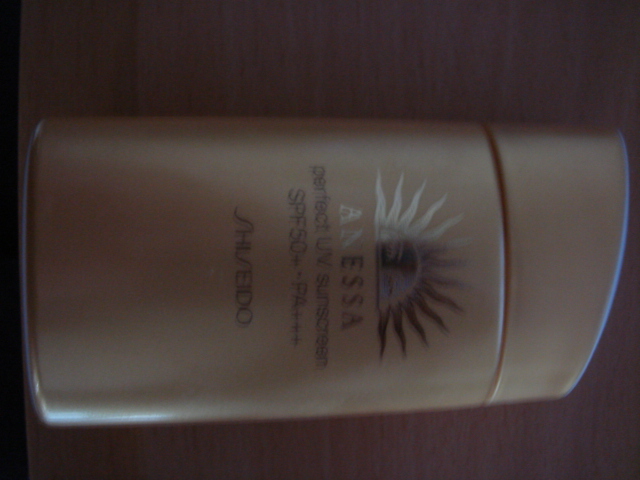 ANESSA
perfect UV sunscreen
SPF50+・PA+++
SHISEIDO